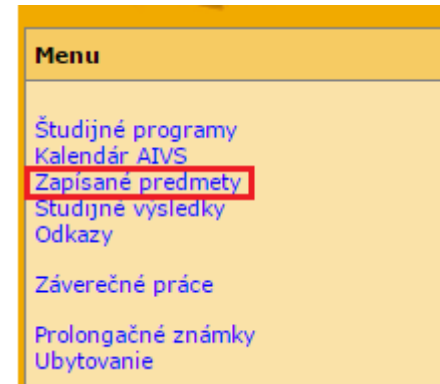 Menu
Študijné programy
Kalendár AIVS
Zapísané predmety
Študijné výsledky
Odkazy
Záverečné práce
Prolongačné známky
Ubytovanie